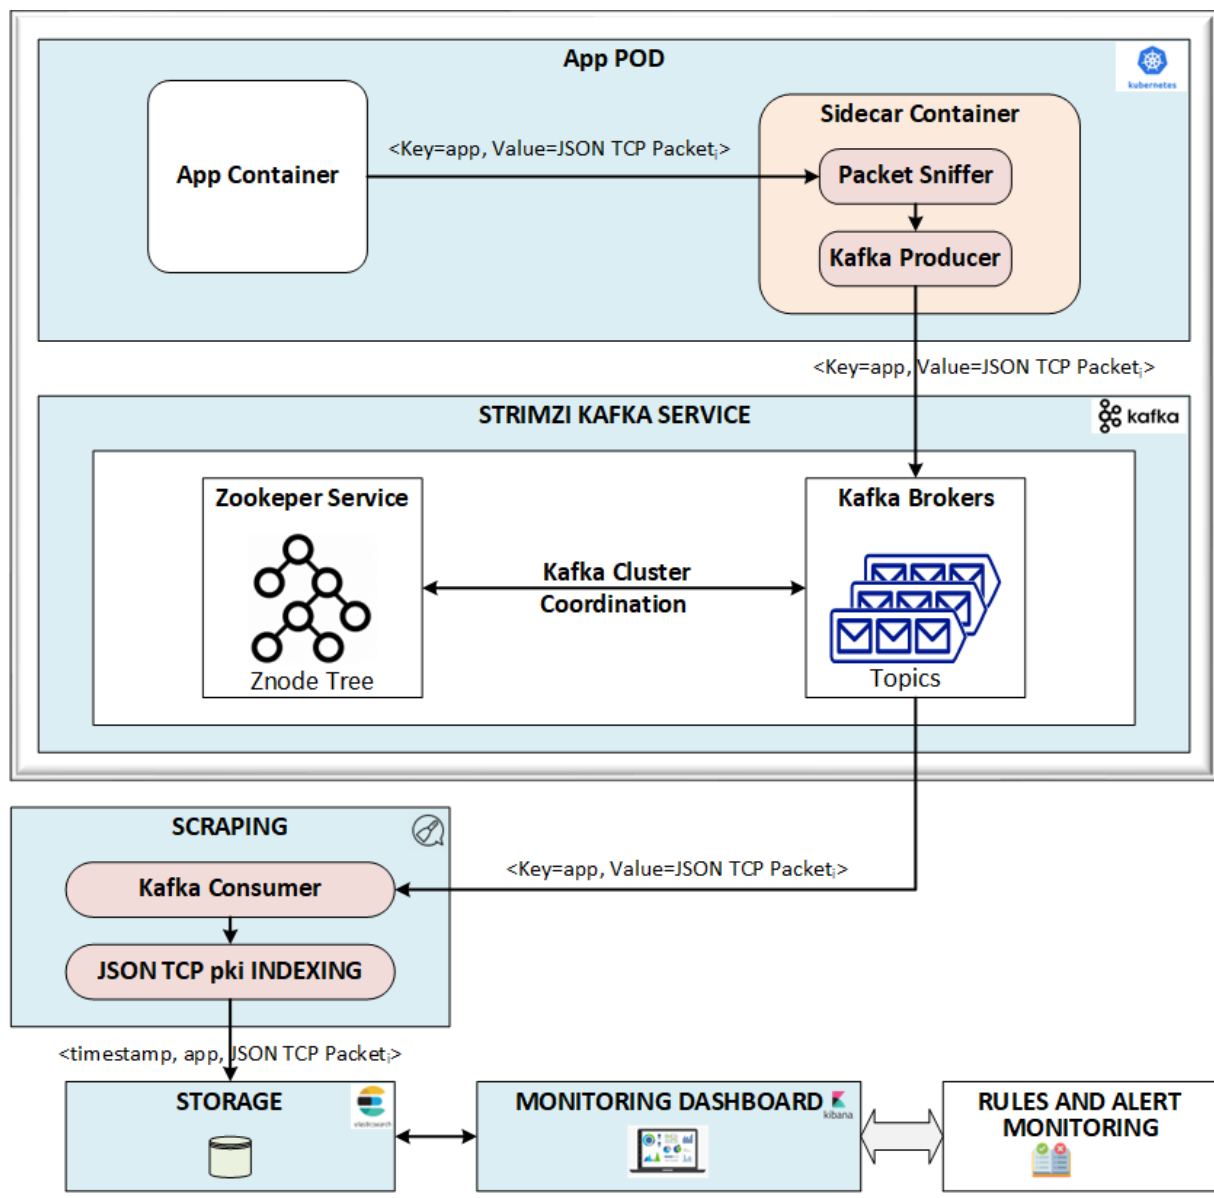 App POD
kubernetes
Sidecar Container
<Key=app, Value=JSON TCP Packetᵢ>
App Container
Packet Sniffer
Kafka Producer
<Key=app, Value=JSON TCP Packetᵢ>
STRIMZI KAFKA SERVICE
kafka
Zookeper Service
Kafka Brokers
Kafka Cluster
Coordination
Znode Tree
Topics
SCRAPING
<Key=app, Value=JSON TCP Packetᵢ>
Kafka Consumer
JSON TCP pki INDEXING
<timestamp, app, JSON TCP Packetᵢ>
STORAGE
elasticsearch
MONITORING DASHBOARD
kibana
RULES AND ALERT
MONITORING